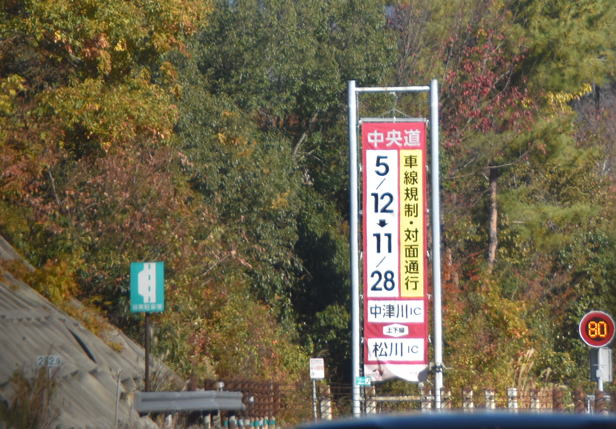 中央道
車線規制・対面通行
5/12
11/28
中津川IC
上下線
松川IC
80